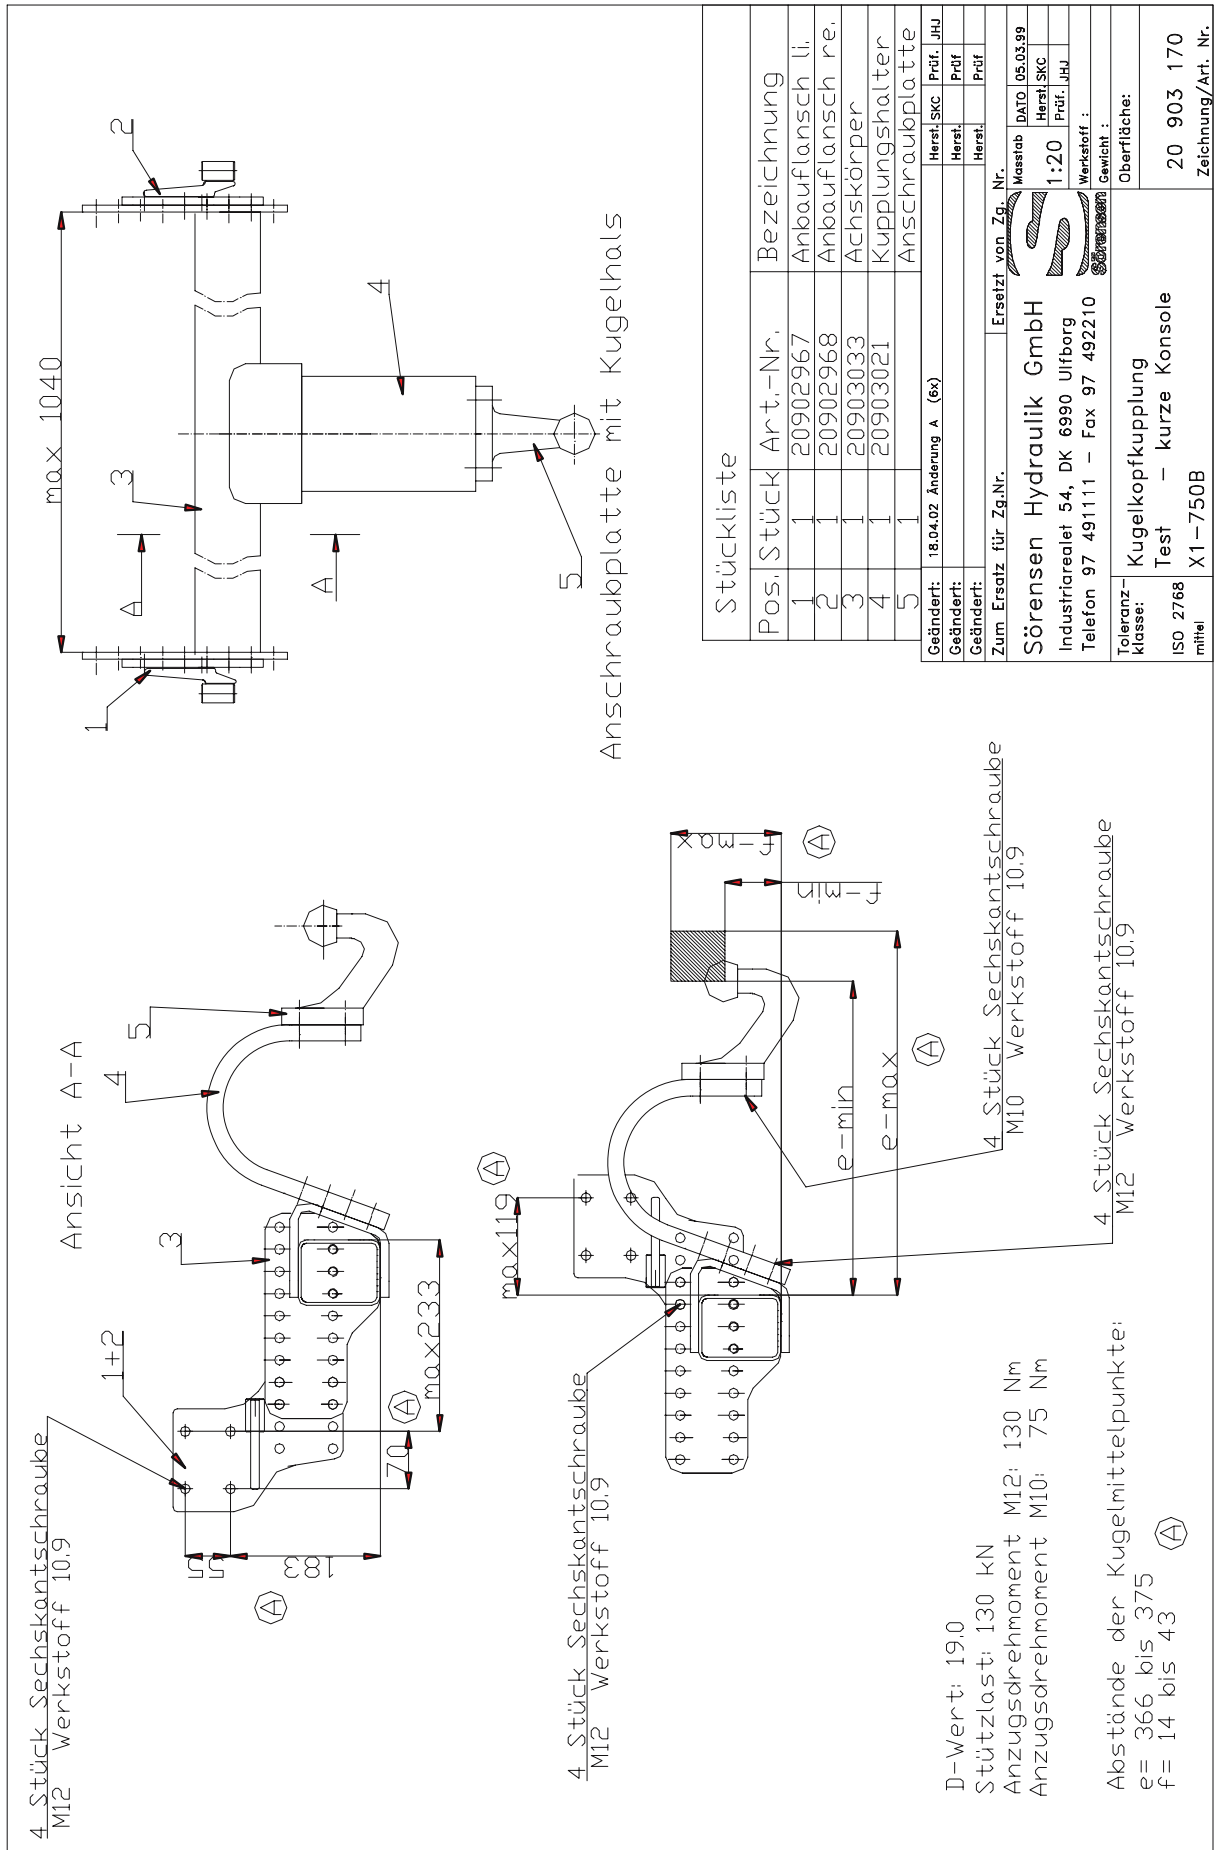 4 Stück Sechskantschraube
M12 Werkstoff 10.9
1+2
3
Ansicht A-A
4
5
55
183
A
70
A
max233
1
A
A
3
max 1040
2
4
5
Anschraubplatte mit Kugelhals
4 Stück Sechskantschraube
M12 Werkstoff 10.9
max119
A
e-min
e-max
A
f-min
f-max
A
4 Stück Sechskantschraube
M10 Werkstoff 10.9
4 Stück Sechskantschraube
M12 Werkstoff 10.9
D-Wert: 19.0
Stützlast: 130 kN
Anzugsdrehmoment M12: 130 Nm
Anzugsdrehmoment M10: 75 Nm
Abstände der Kugelmittelpunkte:
e= 366 bis 375
f= 14 bis 43
A
Stückliste
Pos. Stück Art.-Nr. Bezeichnung
1 1 20902967 Anbauflansch li.
2 1 20902968 Anbauflansch re.
3 1 20903033 Achskörper
4 1 20903021 Kupplungshalter
5 1 Anschraubplatte
Geändert: 18.04.02 Änderung A (6x) Herst. SKC Prüf. JHJ
Geändert: Herst. Prüf
Geändert: Herst. Prüf
Zum Ersatz für Zg.Nr. Ersetzt von Zg. Nr.
Sörensen Hydraulik GmbH
Industriarealet 54, DK 6990 Ulfborg
Telefon 97 491111 – Fax 97 492210
Sörensen
Masstab
1:20
DATO 05.03.99
Herst. SKC
Prüf. JHJ
Werkstoff :
Gewicht :
Toleranz-
klasse:
ISO 2768
mittel
Kugelkopfkupplung
Test – kurze Konsole
X1–750B
Oberfläche:
20 903 170
Zeichnung/Art. Nr.